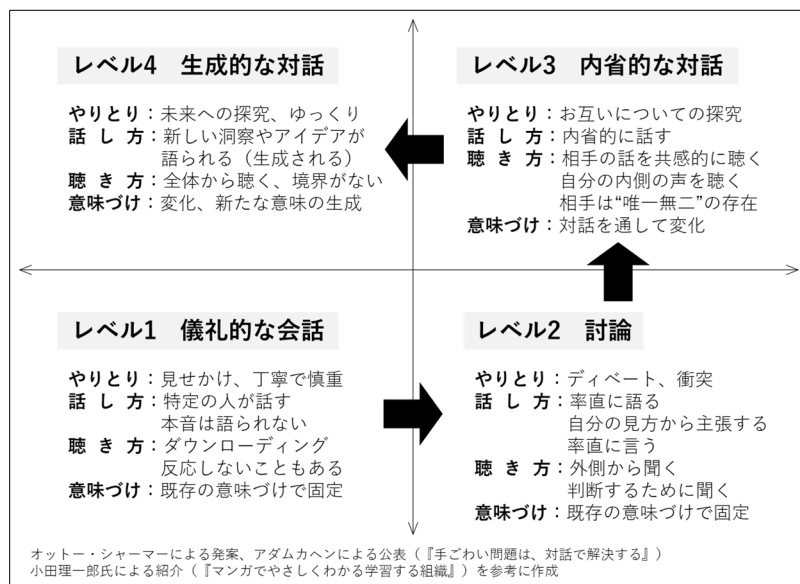 レベル4　生成的な対話
やりとり：未来への探究、ゆっくり
話し方：新しい洞察やアイデアが
語られる（生成される）
聴き方：全体から聴く、境界がない
意味づけ：変化、新たな意味の生成
レベル3　内省的な対話
やりとり：お互いについての探究
話し方：内省的に話す
聴き方：相手の話を共感的に聴く
自分の内側の声を聴く
相手は“唯一無二”の存在
意味づけ：対話を通して変化
レベル1　儀礼的な会話
やりとり：見せかけ、丁寧で慎重
話し方：特定の人が話す
本音は語られない
聴き方：ダウンローディング
反応しないこともある
意味づけ：既存の意味づけで固定
レベル2　討論
やりとり：ディベート、衝突
話し方：率直に語る
自分の見方から主張する
率直に言う
聴き方：外側から聞く
判断するために聞く
意味づけ：既存の意味づけで固定
オットー・シャーマーによる発案、アダムカヘンによる公表（『手ごわい問題は、対話で解決する』）
小田理一郎氏による紹介（『マンガでやさしくわかる学習する組織』）を参考に作成